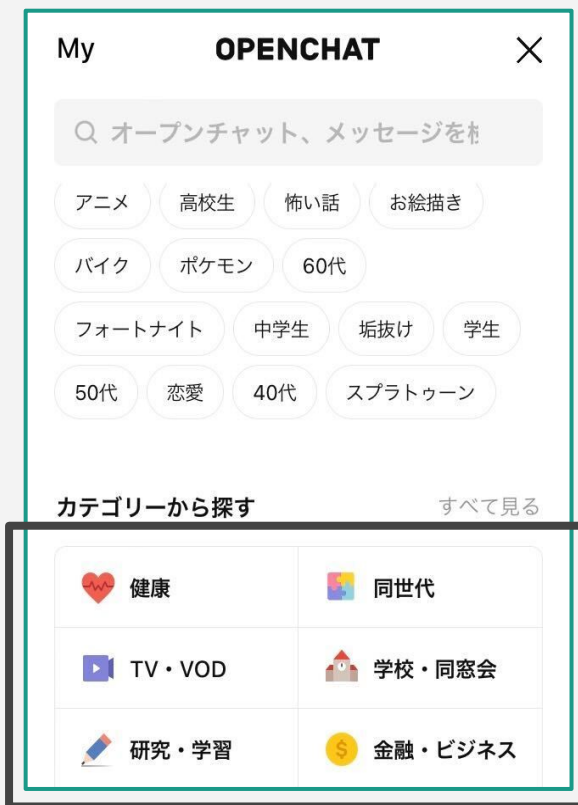 My OPENCHAT
オープンチャット、メッセージを
アニメ 高校生 怖い話 お絵描き
バイク ポケモン 60代
フォートナイト 中学生 垢抜け 学生
50代 恋愛 40代 スプラトゥーン
カテゴリーから探す すべて見る
健康 同世代
TV・VOD 学校・同窓会
研究・学習 金融・ビジネス